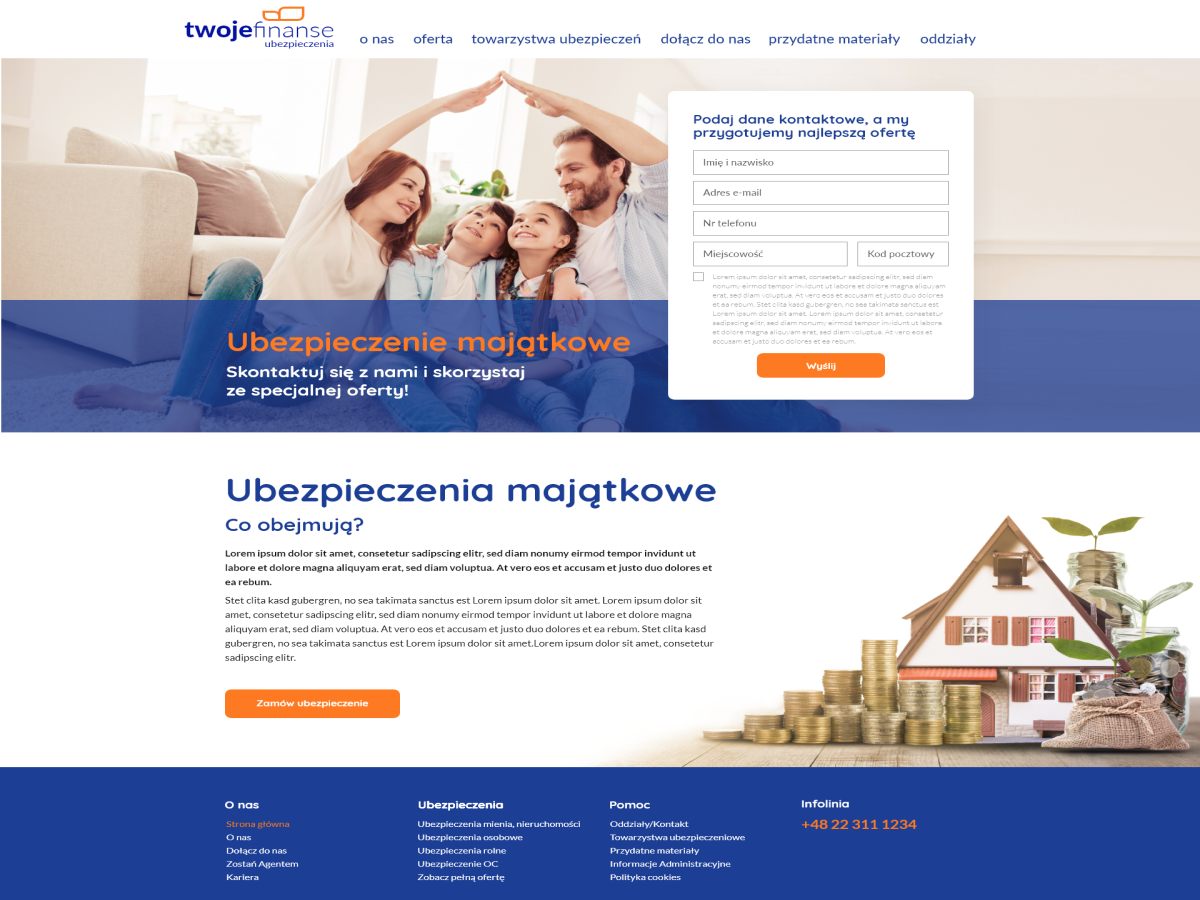 twojefinanse
ubezpieczenia
o nas oferta towarzystwa ubezpieczeń dołącz do nas przydatne materiały oddziały
Podaj dane kontaktowe, a my
przygotujemy najlepszą ofertę
Imię i nazwisko
Adres e-mail
Nr telefonu
Miejscowość Kod pocztowy
Lorem ipsum dolor sit amet, consetetur sadipscing elitr, sed diam
nonumy eirmod tempor invidunt ut labore et dolore magna aliquyam
erat, sed diam voluptua. At vero eos et accusam et justo duo dolores
et ea rebum. Stet clita kasd gubergren, no sea takimata sanctus est
Lorem ipsum dolor sit amet. Lorem ipsum dolor sit amet, consetetur
sadipscing elitr, sed diam nonumy eirmod tempor invidunt ut labore
et dolore magna aliquyam erat, sed diam voluptua. At vero eos et
accusam et justo duo dolores et ea rebum.
Wyślij
Ubezpieczenie majątkowe
Skontaktuj się z nami i skorzystaj
ze specjalnej oferty!
Ubezpieczenia majątkowe
Co obejmują?
Lorem ipsum dolor sit amet, consetetur sadipscing elitr, sed diam nonumy eirmod tempor invidunt ut
labore et dolore magna aliquyam erat, sed diam voluptua. At vero eos et accusam et justo duo dolores et
ea rebum.
Stet clita kasd gubergren, no sea takimata sanctus est Lorem ipsum dolor sit amet. Lorem ipsum dolor sit
amet, consetetur sadipscing elitr, sed diam nonumy eirmod tempor invidunt ut labore et dolore magna
aliquyam erat, sed diam voluptua. At vero eos et accusam et justo duo dolores et ea rebum. Stet clita kasd
gubergren, no sea takimata sanctus est Lorem ipsum dolor sit amet.Lorem ipsum dolor sit amet, consetetur
sadipscing elitr.
Zamów ubezpieczenie
O nas
Strona główna
O nas
Dołącz do nas
Zostań Agentem
Kariera
Ubezpieczenia
Ubezpieczenia mienia, nieruchomości
Ubezpieczenia osobowe
Ubezpieczenia rolne
Ubezpieczenie OC
Zobacz pełną ofertę
Pomoc
Oddziały/Kontakt
Towarzystwa ubezpieczeniowe
Przydatne materiały
Informacje Administracyjne
Polityka cookies
Infolinia
+48 22 311 1234